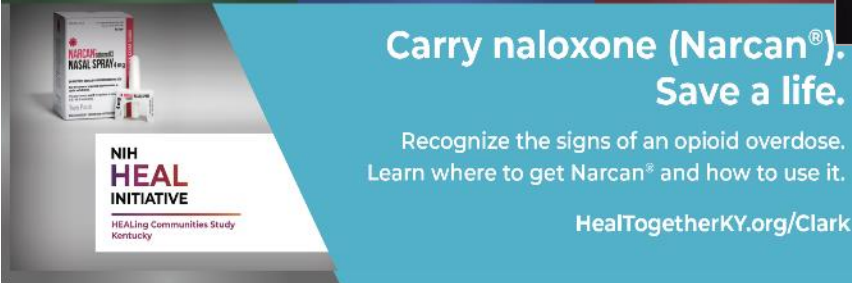 NARCAN
NASAL SPRAY 4mg
NIH
HEAL
INITIATIVE
HEALing Communities Study
Kentucky
Carry naloxone (Narcan®).
Save a life.
Recognize the signs of an opioid overdose.
Learn where to get Narcan® and how to use it.
HealTogetherKY.org/Clark